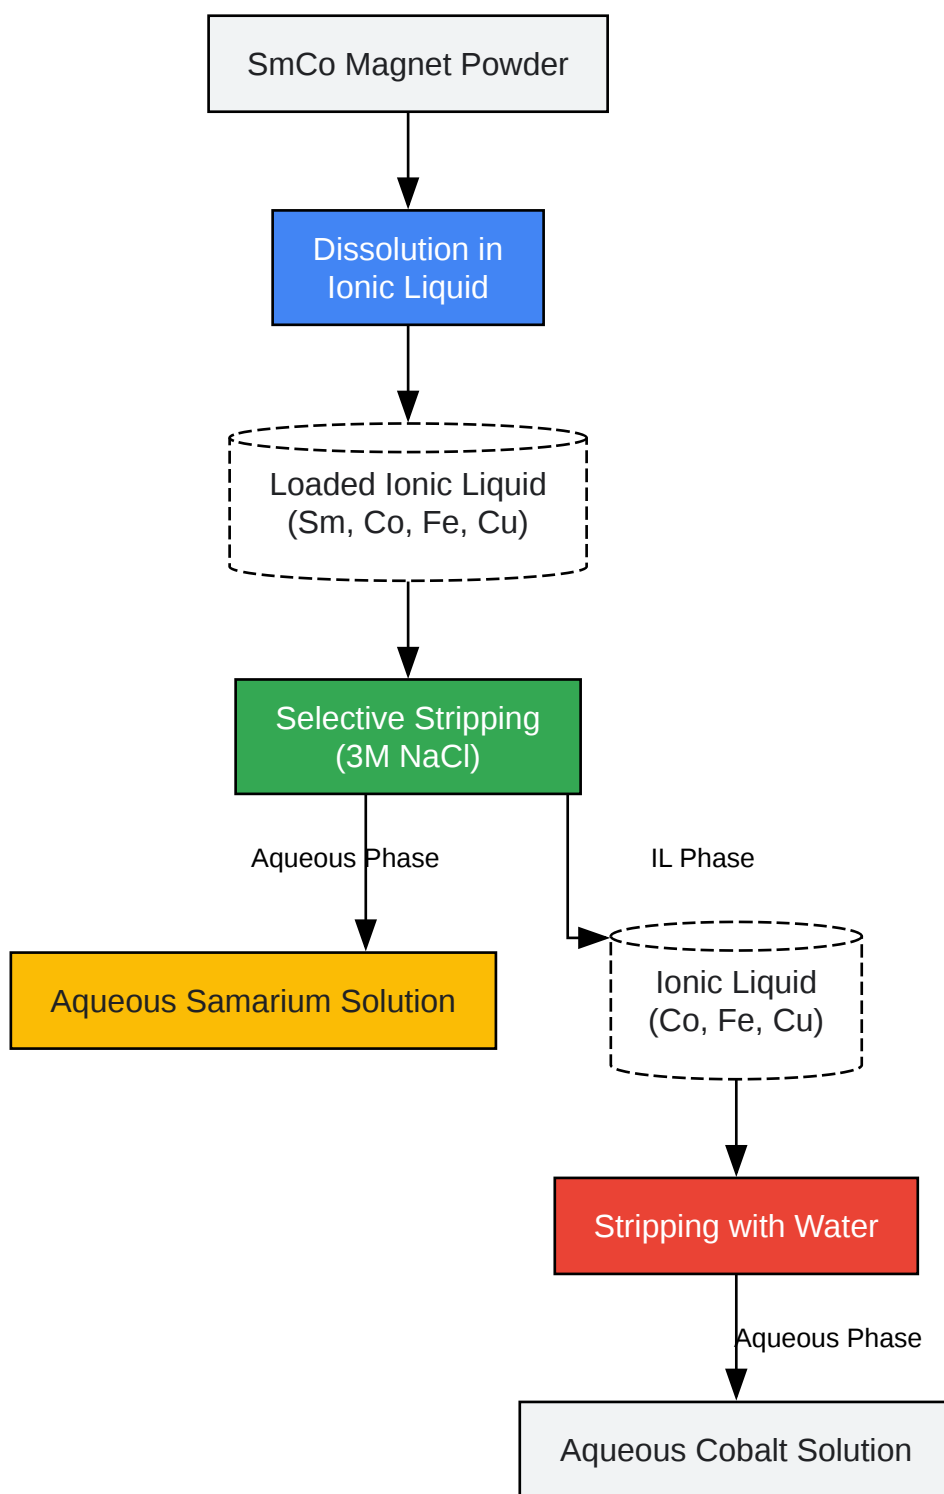 SmCo Magnet Powder
Dissolution in
Ionic Liquid
Loaded Ionic Liquid
(Sm, Co, Fe, Cu)
Selective Stripping
(3M NaCl)
Aqueous Phase
IL Phase
Aqueous Samarium Solution
Ionic Liquid
(Co, Fe, Cu)
Stripping with Water
Aqueous Phase
Aqueous Cobalt Solution